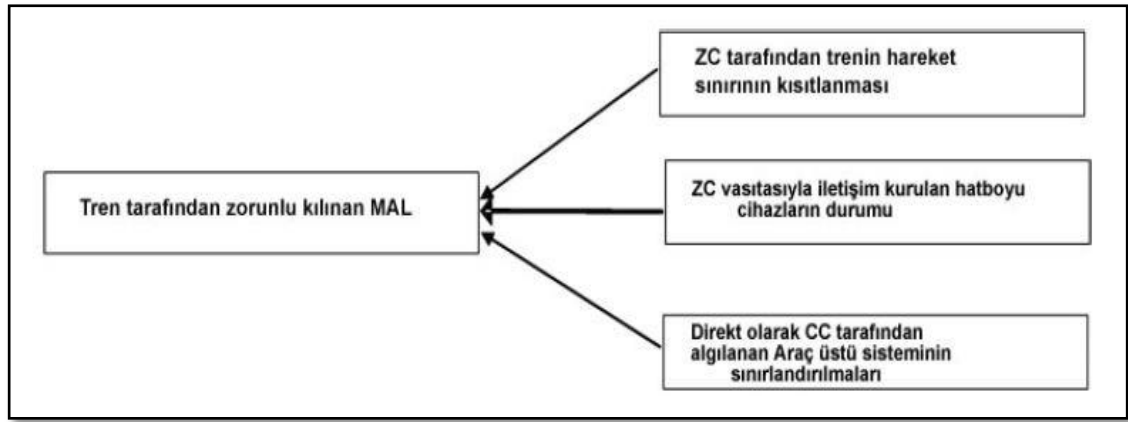 Tren tarafından zorunlu kılınan MAL
ZC tarafından trenin hareket
sınırının kısıtlanması
ZC vasıtasıyla iletişim kurulan hatboyu
cihazların durumu
Direkt olarak CC tarafından
algılanan Araç üstü sisteminin
sınırlandırılmaları